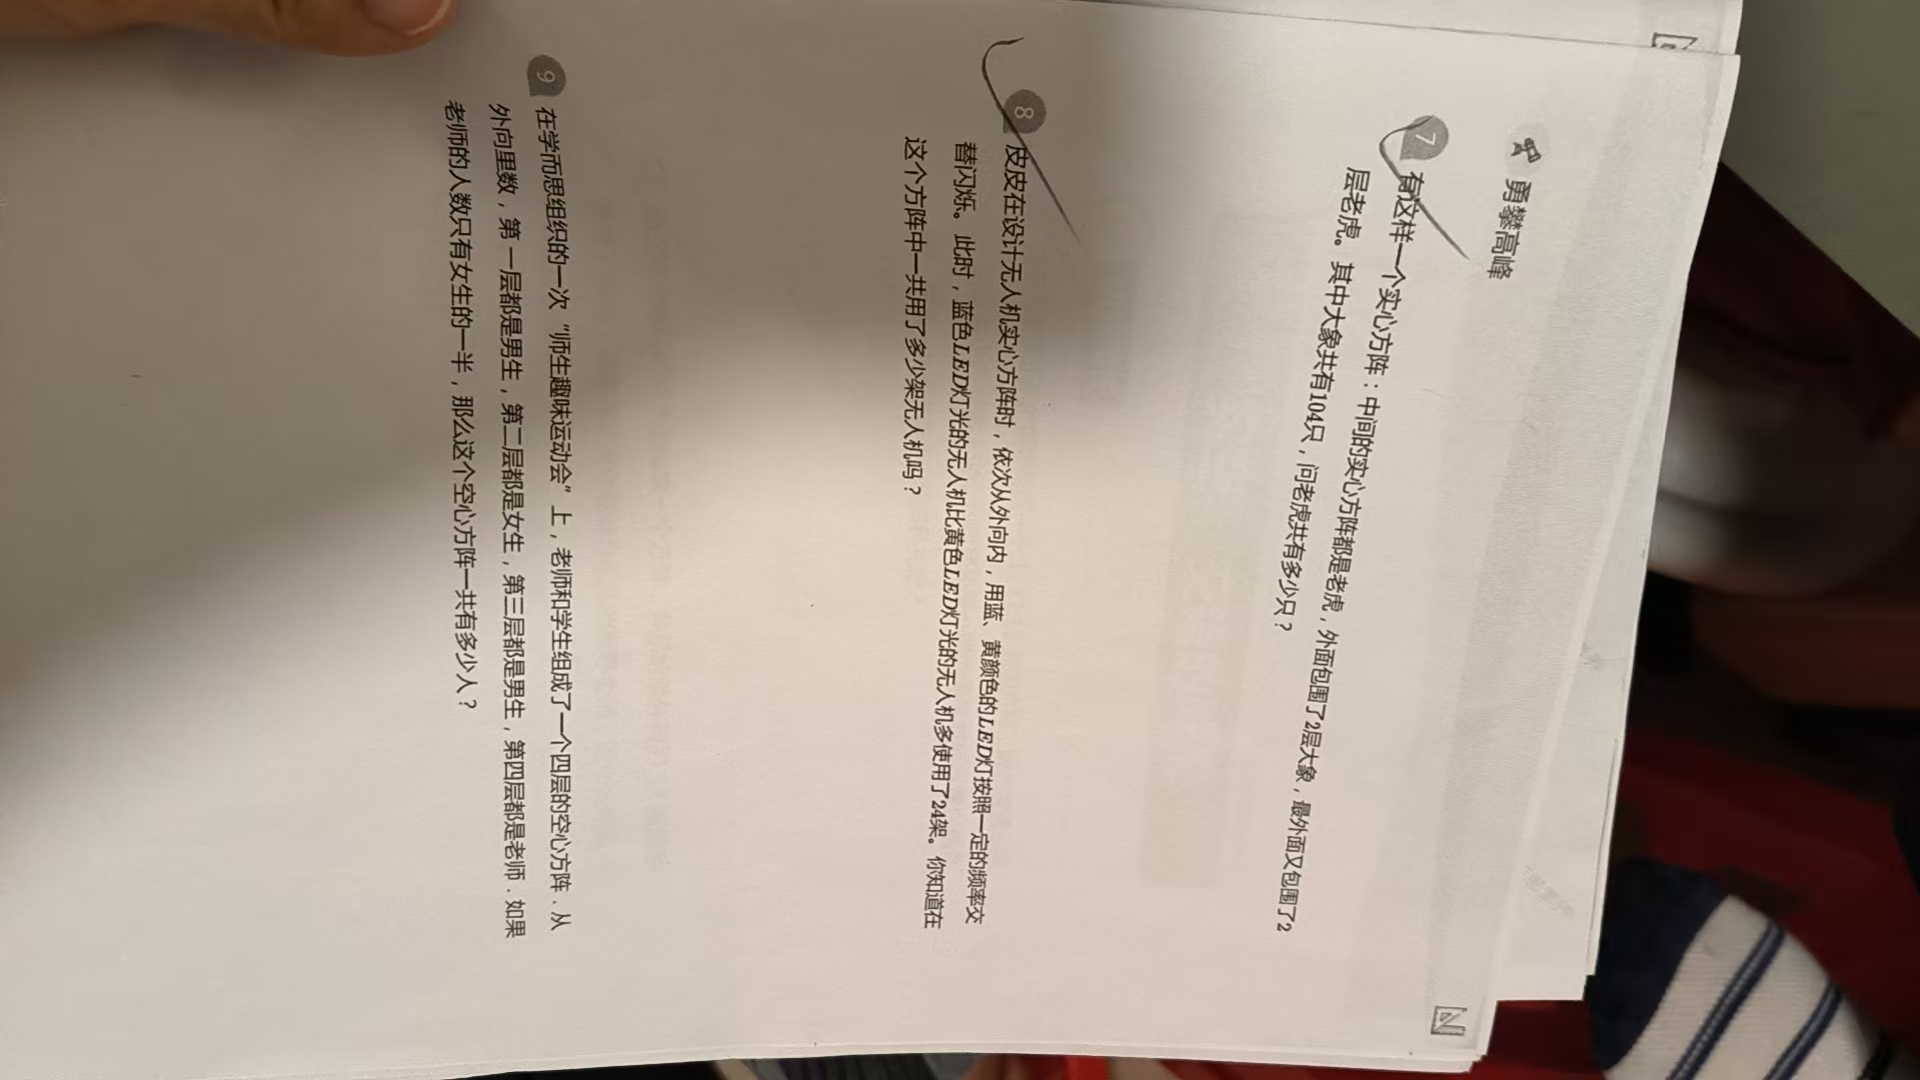 勇攀高峰
7 有这样一个实心方阵：中间的实心方阵都是老虎，外面包围了2层大象，最外面又包围了2
层老虎。其中大象共有104只，问老虎共有多少只？
8 皮皮在设计无人机实心方阵时，依次从外向内，用蓝、黄颜色的LED灯按照一定的频率交
替闪烁。此时，蓝色LED灯光的无人机比黄色LED灯光的无人机多使用了24架。你知道在
这个方阵中一共用了多少架无人机吗？
9 在学而思组织的一次“师生趣味运动会”上，老师和学生组成了一个四层的空心方阵．从
外向里数，第一层都是男生，第二层都是女生，第三层都是男生，第四层都是老师．如果
老师的人数只有女生的一半，那么这个空心方阵一共有多少人？